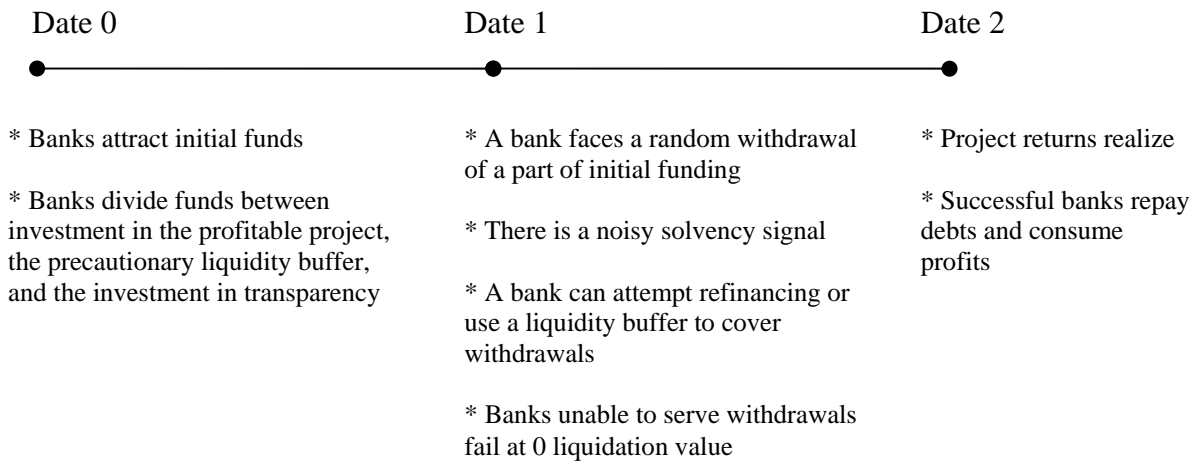 Date 0
Date 1
Date 2
* Banks attract initial funds
* Banks divide funds between
investment in the profitable project,
the precautionary liquidity buffer,
and the investment in transparency
* A bank faces a random withdrawal
of a part of initial funding
* There is a noisy solvency signal
* A bank can attempt refinancing or
use a liquidity buffer to cover
withdrawals
* Banks unable to serve withdrawals
fail at 0 liquidation value
* Project returns realize
* Successful banks repay
debts and consume
profits